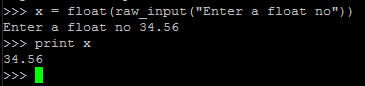 >>> x = float(raw_input("Enter a float no"))
Enter a float no 34.56
>>> print x
34.56
>>>